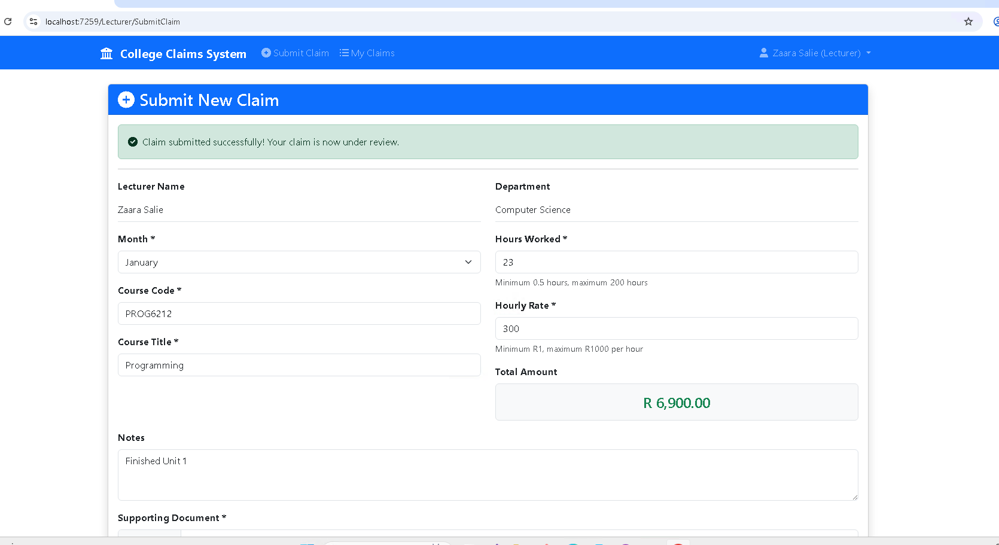 localhost:7259/Lecturer/SubmitClaim
College Claims System
Submit Claim
My Claims
Zaara Salie (Lecturer)
Submit New Claim
Claim submitted successfully! Your claim is now under review.
Lecturer Name
Department
Zaara Salie
Computer Science
Month *
Hours Worked *
January
23
Minimum 0.5 hours, maximum 200 hours
Course Code *
Hourly Rate *
PROG6212
300
Course Title *
Minimum R1, maximum R1000 per hour
Programming
Total Amount
R 6,900.00
Notes
Finished Unit 1
Supporting Document *